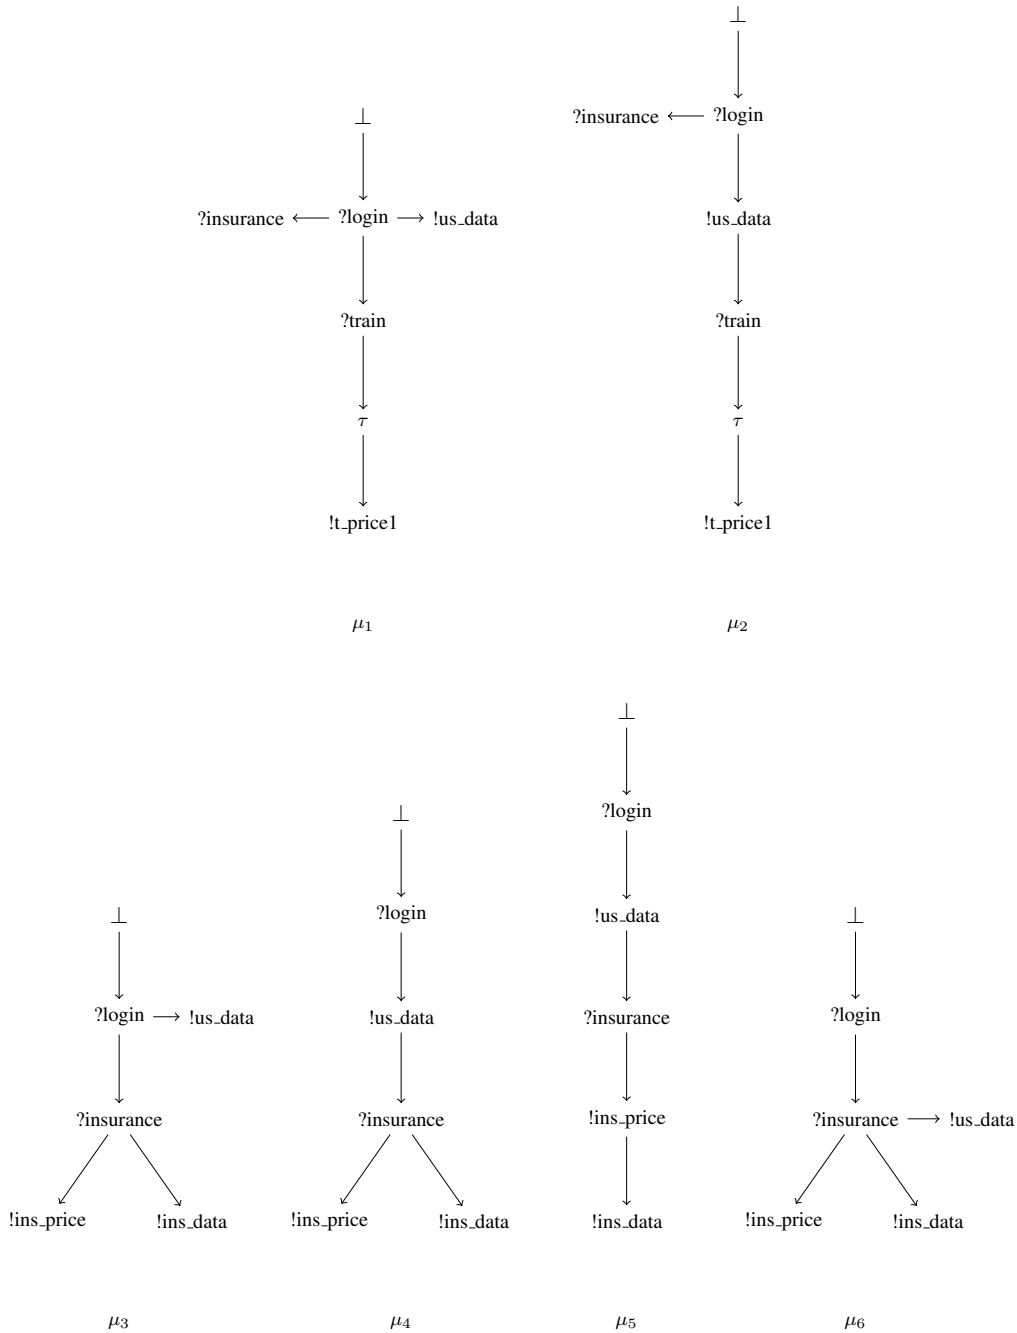 ⊥
⊥
?insurance ?login
?insurance ?login !us_data
!us_data
?train
?train
τ
τ
!t_price1
!t_price1
μ1
μ2
⊥
?login
⊥
?login
!us_data
⊥
⊥
?login !us_data
!us_data
?insurance
?login
?insurance
?insurance
!ins_price
?insurance !us_data
!ins_price !ins_data
!ins_price !ins_data
!ins_data
!ins_price !ins_data
μ3
μ4
μ5
μ6